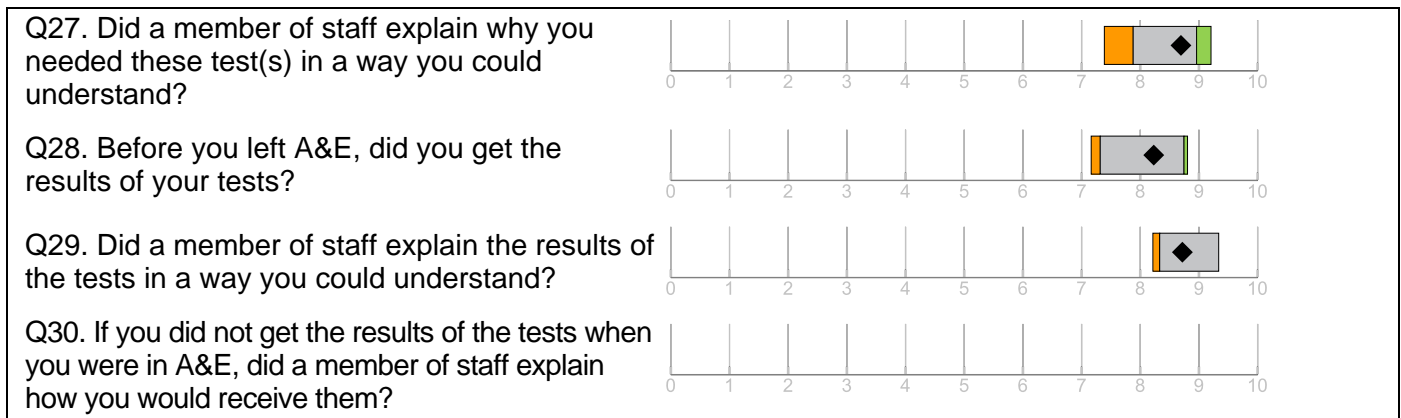 Q27. Did a member of staff explain why you
needed these test(s) in a way you could
understand?
0 1 2 3 4 5 6 7 8 9 10
Q28. Before you left A&E, did you get the
results of your tests?
0 1 2 3 4 5 6 7 8 9 10
Q29. Did a member of staff explain the results of
the tests in a way you could understand?
0 1 2 3 4 5 6 7 8 9 10
Q30. If you did not get the results of the tests when
you were in A&E, did a member of staff explain
how you would receive them?
0 1 2 3 4 5 6 7 8 9 10